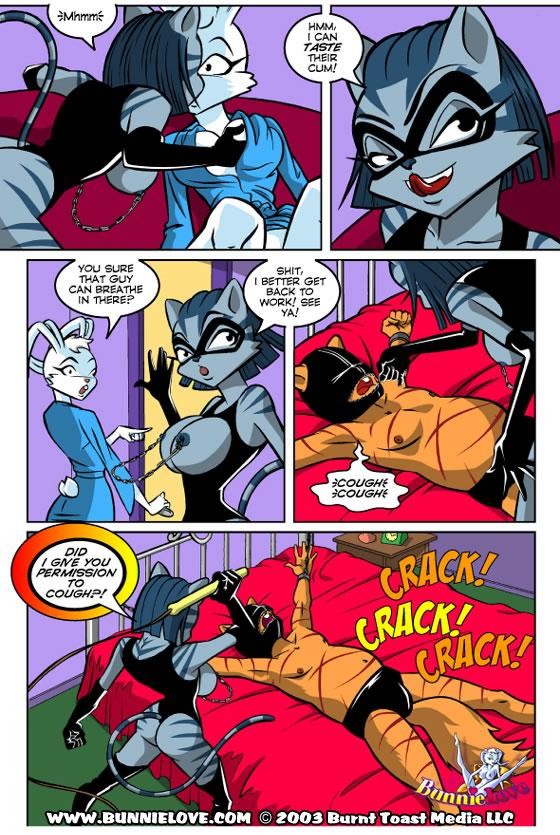 Mhmm
HMM,
I CAN
TASTE
THEIR
CUM!
YOU SURE
THAT GUY
CAN BREATHE
IN THERE?
SHIT,
I BETTER GET
BACK TO
WORK! SEE
YA!
COUGH
COUGH
DID
I GIVE YOU
PERMISSION
TO
COUGH?!
CRACK!
CRACK!
CRACK!
Bunnie Love
WWW.BUNNIELOVE.COM © 2003 Burnt Toast Media LLC